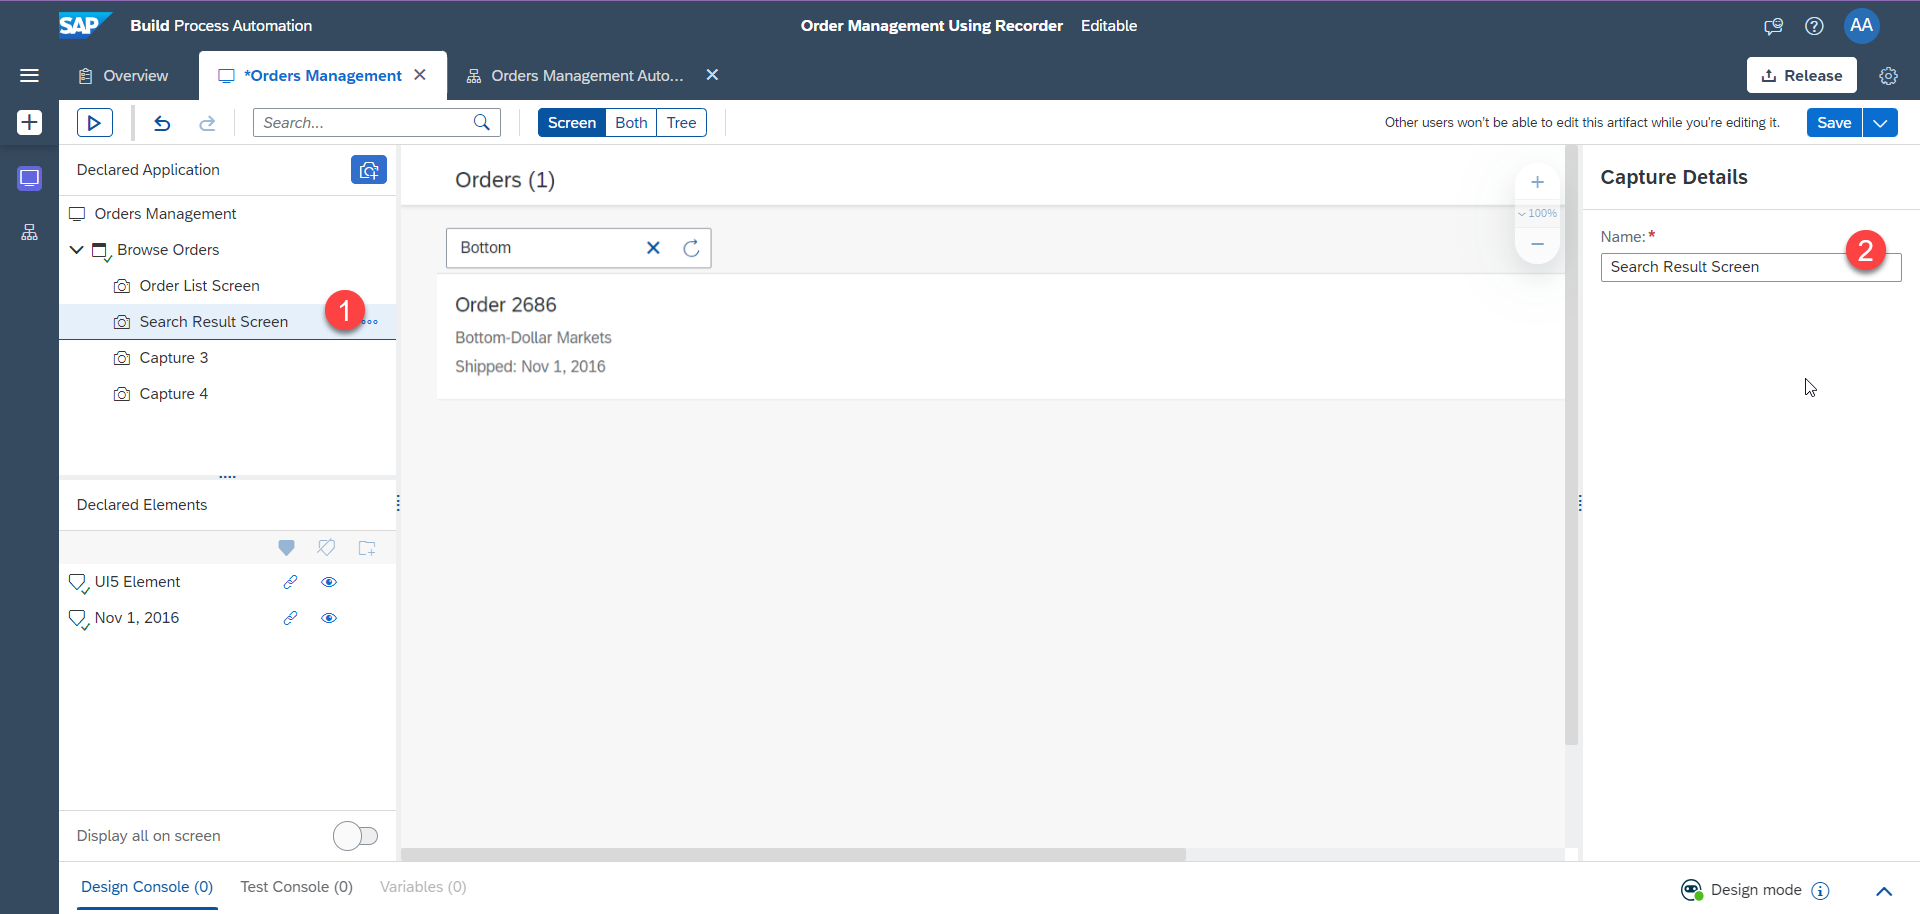 SAP Build Process Automation
Order Management Using Recorder Editable
AA
Overview
*Orders Management
Orders Management Auto...
Release
Search...
Screen Both Tree
Other users won't be able to edit this artifact while you're editing it.
Save
Declared Application
Orders Management
Browse Orders
Order List Screen
Search Result Screen
1
Capture 3
Capture 4
Declared Elements
UI5 Element
Nov 1, 2016
Display all on screen
Orders (1)
100%
Bottom
Order 2686
Bottom-Dollar Markets
Shipped: Nov 1, 2016
Capture Details
Name:*
2
Search Result Screen
Design Console (0) Test Console (0) Variables (0)
Design mode